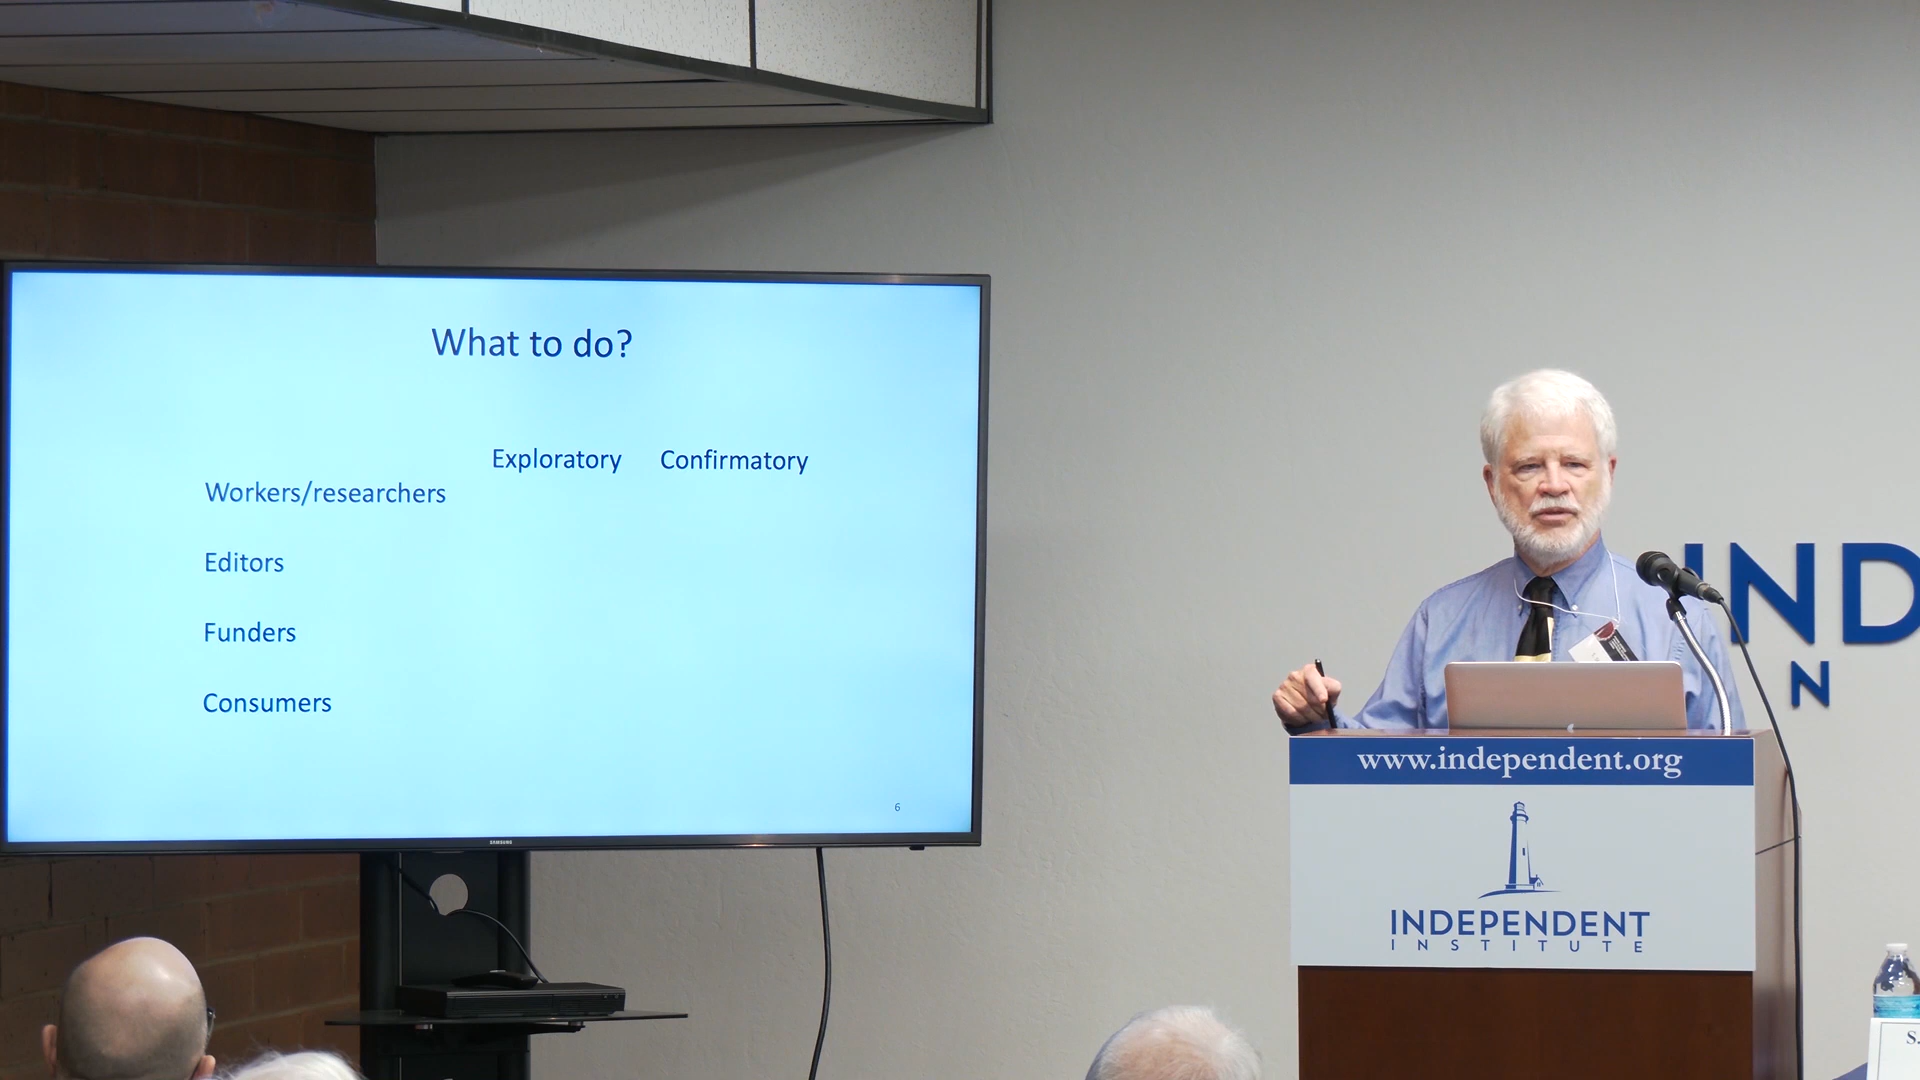 What to do?
Exploratory Confirmatory
Workers/researchers
Editors
Funders
Consumers
6
SAMSUNG
IND
N
www.independent.org
INDEPENDENT
INSTITUTE
S.